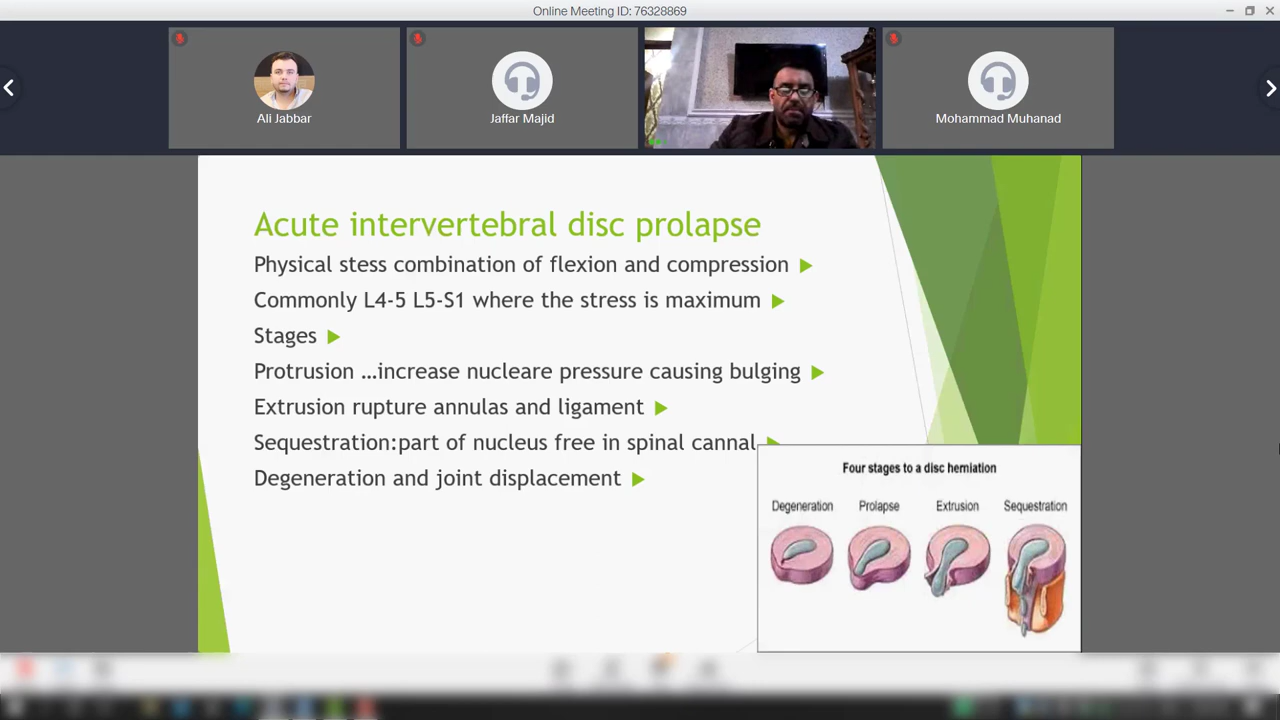 Online Meeting ID: 76328869
Ali Jabbar
Jaffar Majid
Mohammad Muhanad
Acute intervertebral disc prolapse
Physical stess combination of flexion and compression
Commonly L4-5 L5-S1 where the stress is maximum
Stages
Protrusion ...increase nucleare pressure causing bulging
Extrusion rupture annulas and ligament
Sequestration:part of nucleus free in spinal cannal
Degeneration and joint displacement
Four stages to a disc herniation
Degeneration Prolapse Extrusion Sequestration